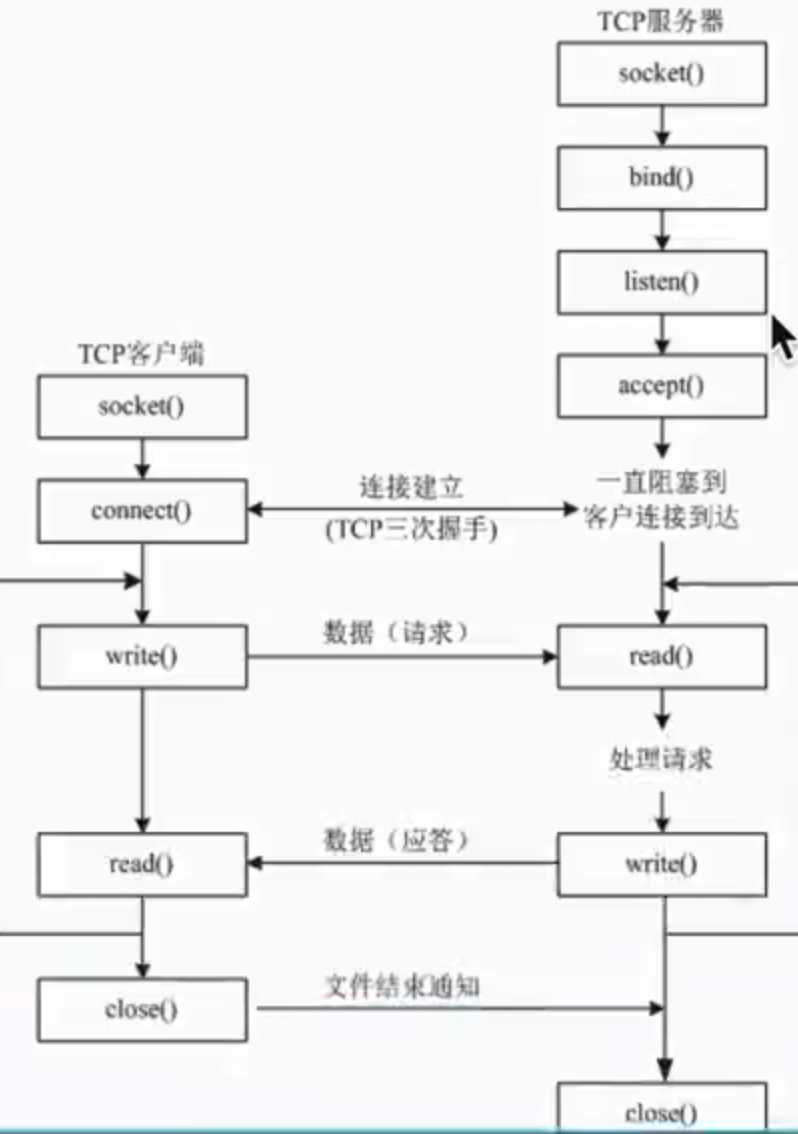 TCP服务器
socket()
bind()
listen()
accept()
TCP客户端
socket()
connect()
连接建立
(TCP三次握手)
一直阻塞到
客户连接到达
write()
数据（请求）
read()
处理请求
read()
数据（应答）
write()
close()
文件结束通知
close()